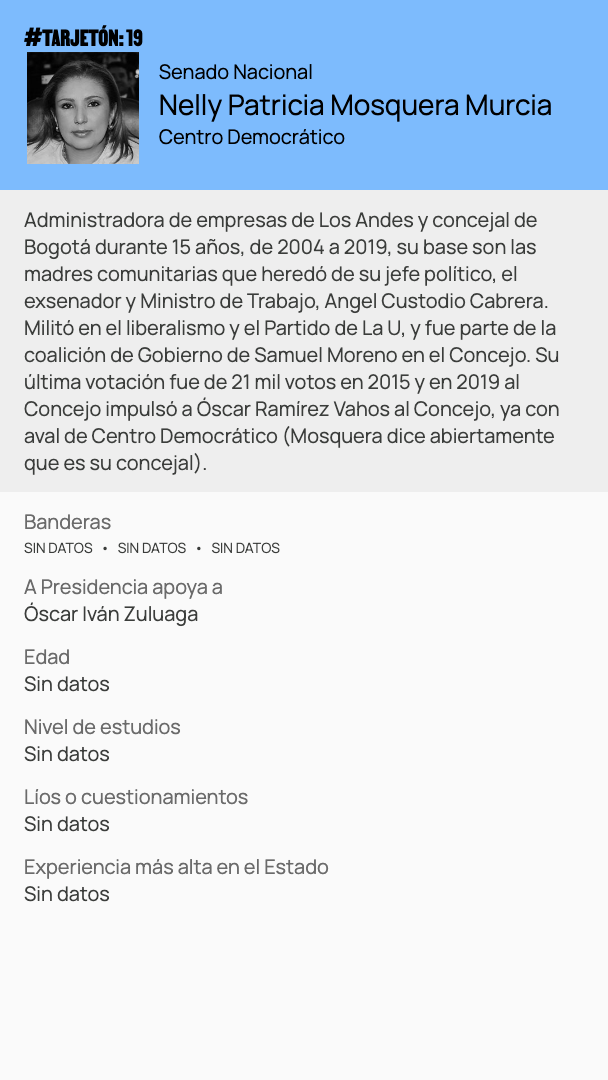 #TARJETÓN: 19
Senado Nacional
Nelly Patricia Mosquera Murcia
Centro Democrático
Administradora de empresas de Los Andes y concejal de
Bogotá durante 15 años, de 2004 a 2019, su base son las
madres comunitarias que heredó de su jefe político, el
exsenador y Ministro de Trabajo, Angel Custodio Cabrera.
Militó en el liberalismo y el Partido de La U, y fue parte de la
coalición de Gobierno de Samuel Moreno en el Concejo. Su
última votación fue de 21 mil votos en 2015 y en 2019 al
Concejo impulsó a Óscar Ramírez Vahos al Concejo, ya con
aval de Centro Democrático (Mosquera dice abiertamente
que es su concejal).
Banderas
SIN DATOS • SIN DATOS • SIN DATOS
A Presidencia apoya a
Óscar Iván Zuluaga
Edad
Sin datos
Nivel de estudios
Sin datos
Líos o cuestionamientos
Sin datos
Experiencia más alta en el Estado
Sin datos